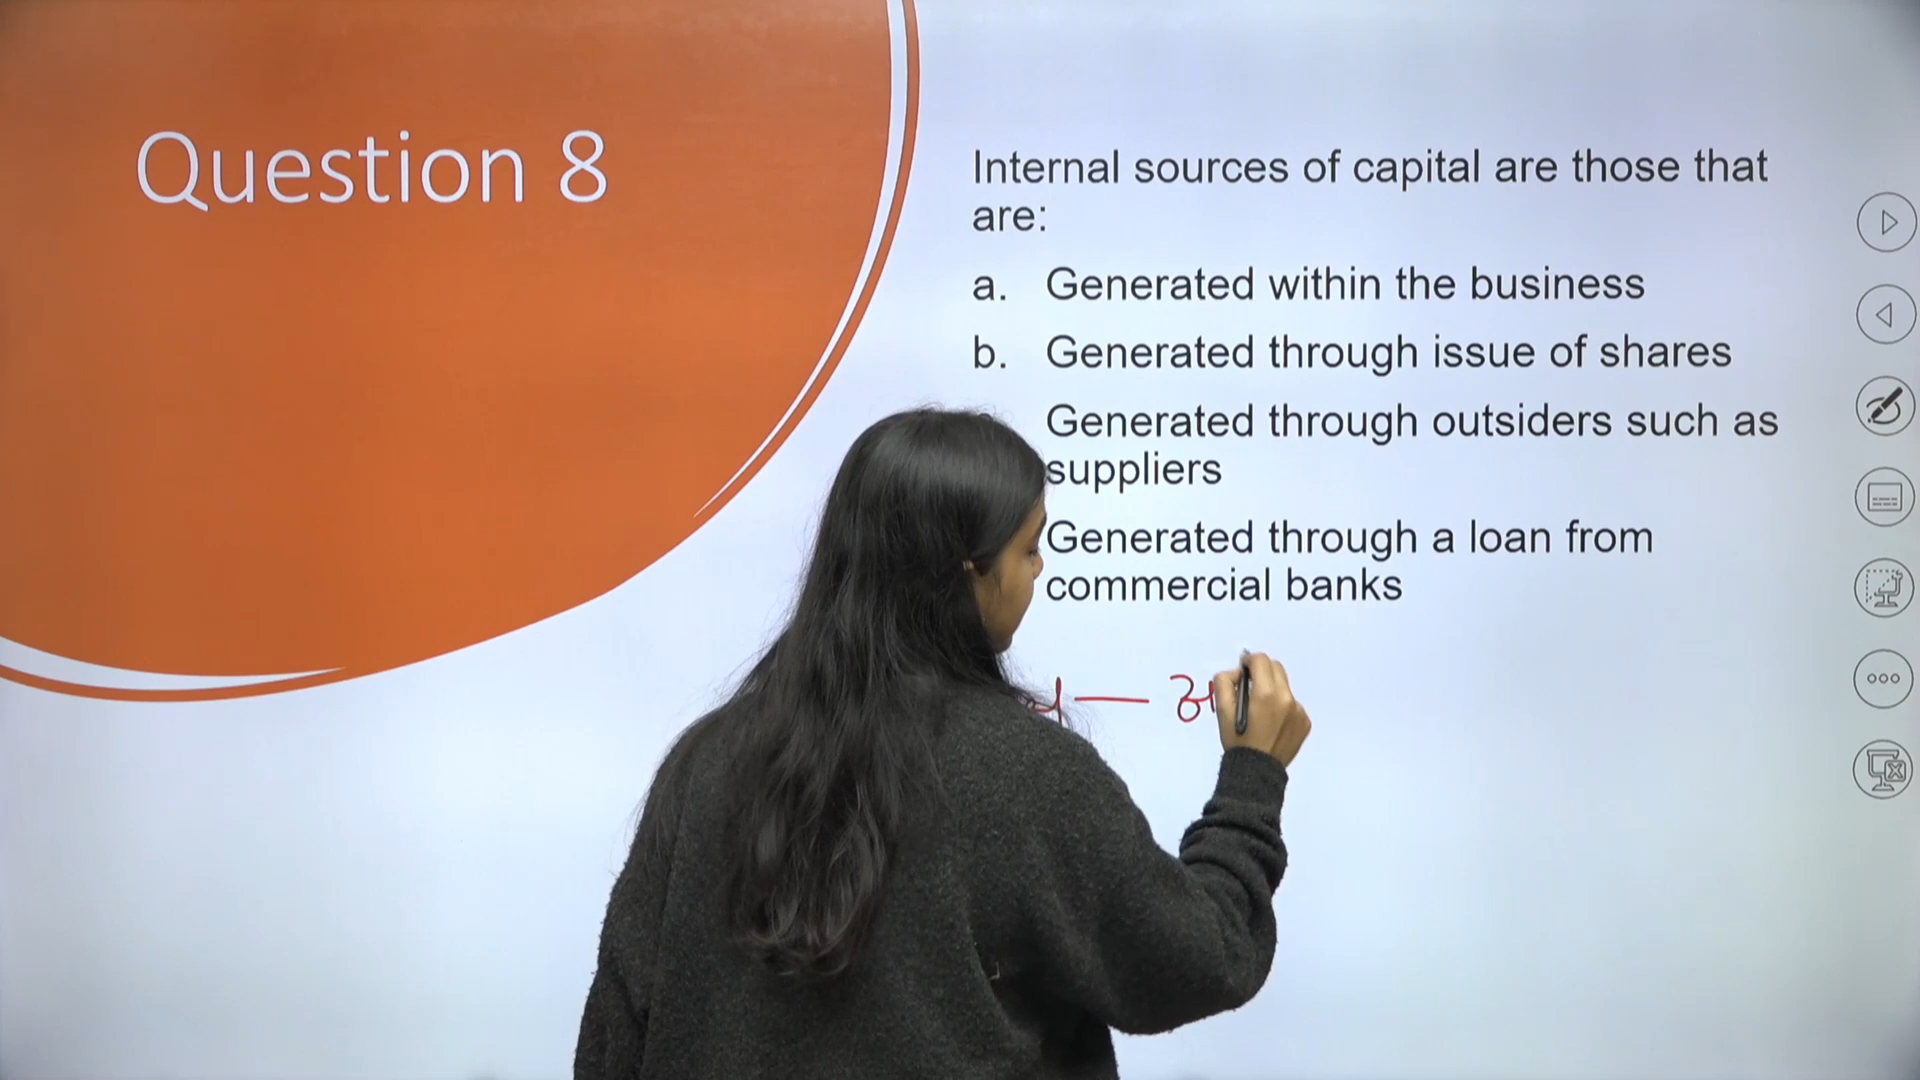 Question 8
Internal sources of capital are those that
are:
a. Generated within the business
b. Generated through issue of shares
Generated through outsiders such as
suppliers
Generated through a loan from
commercial banks